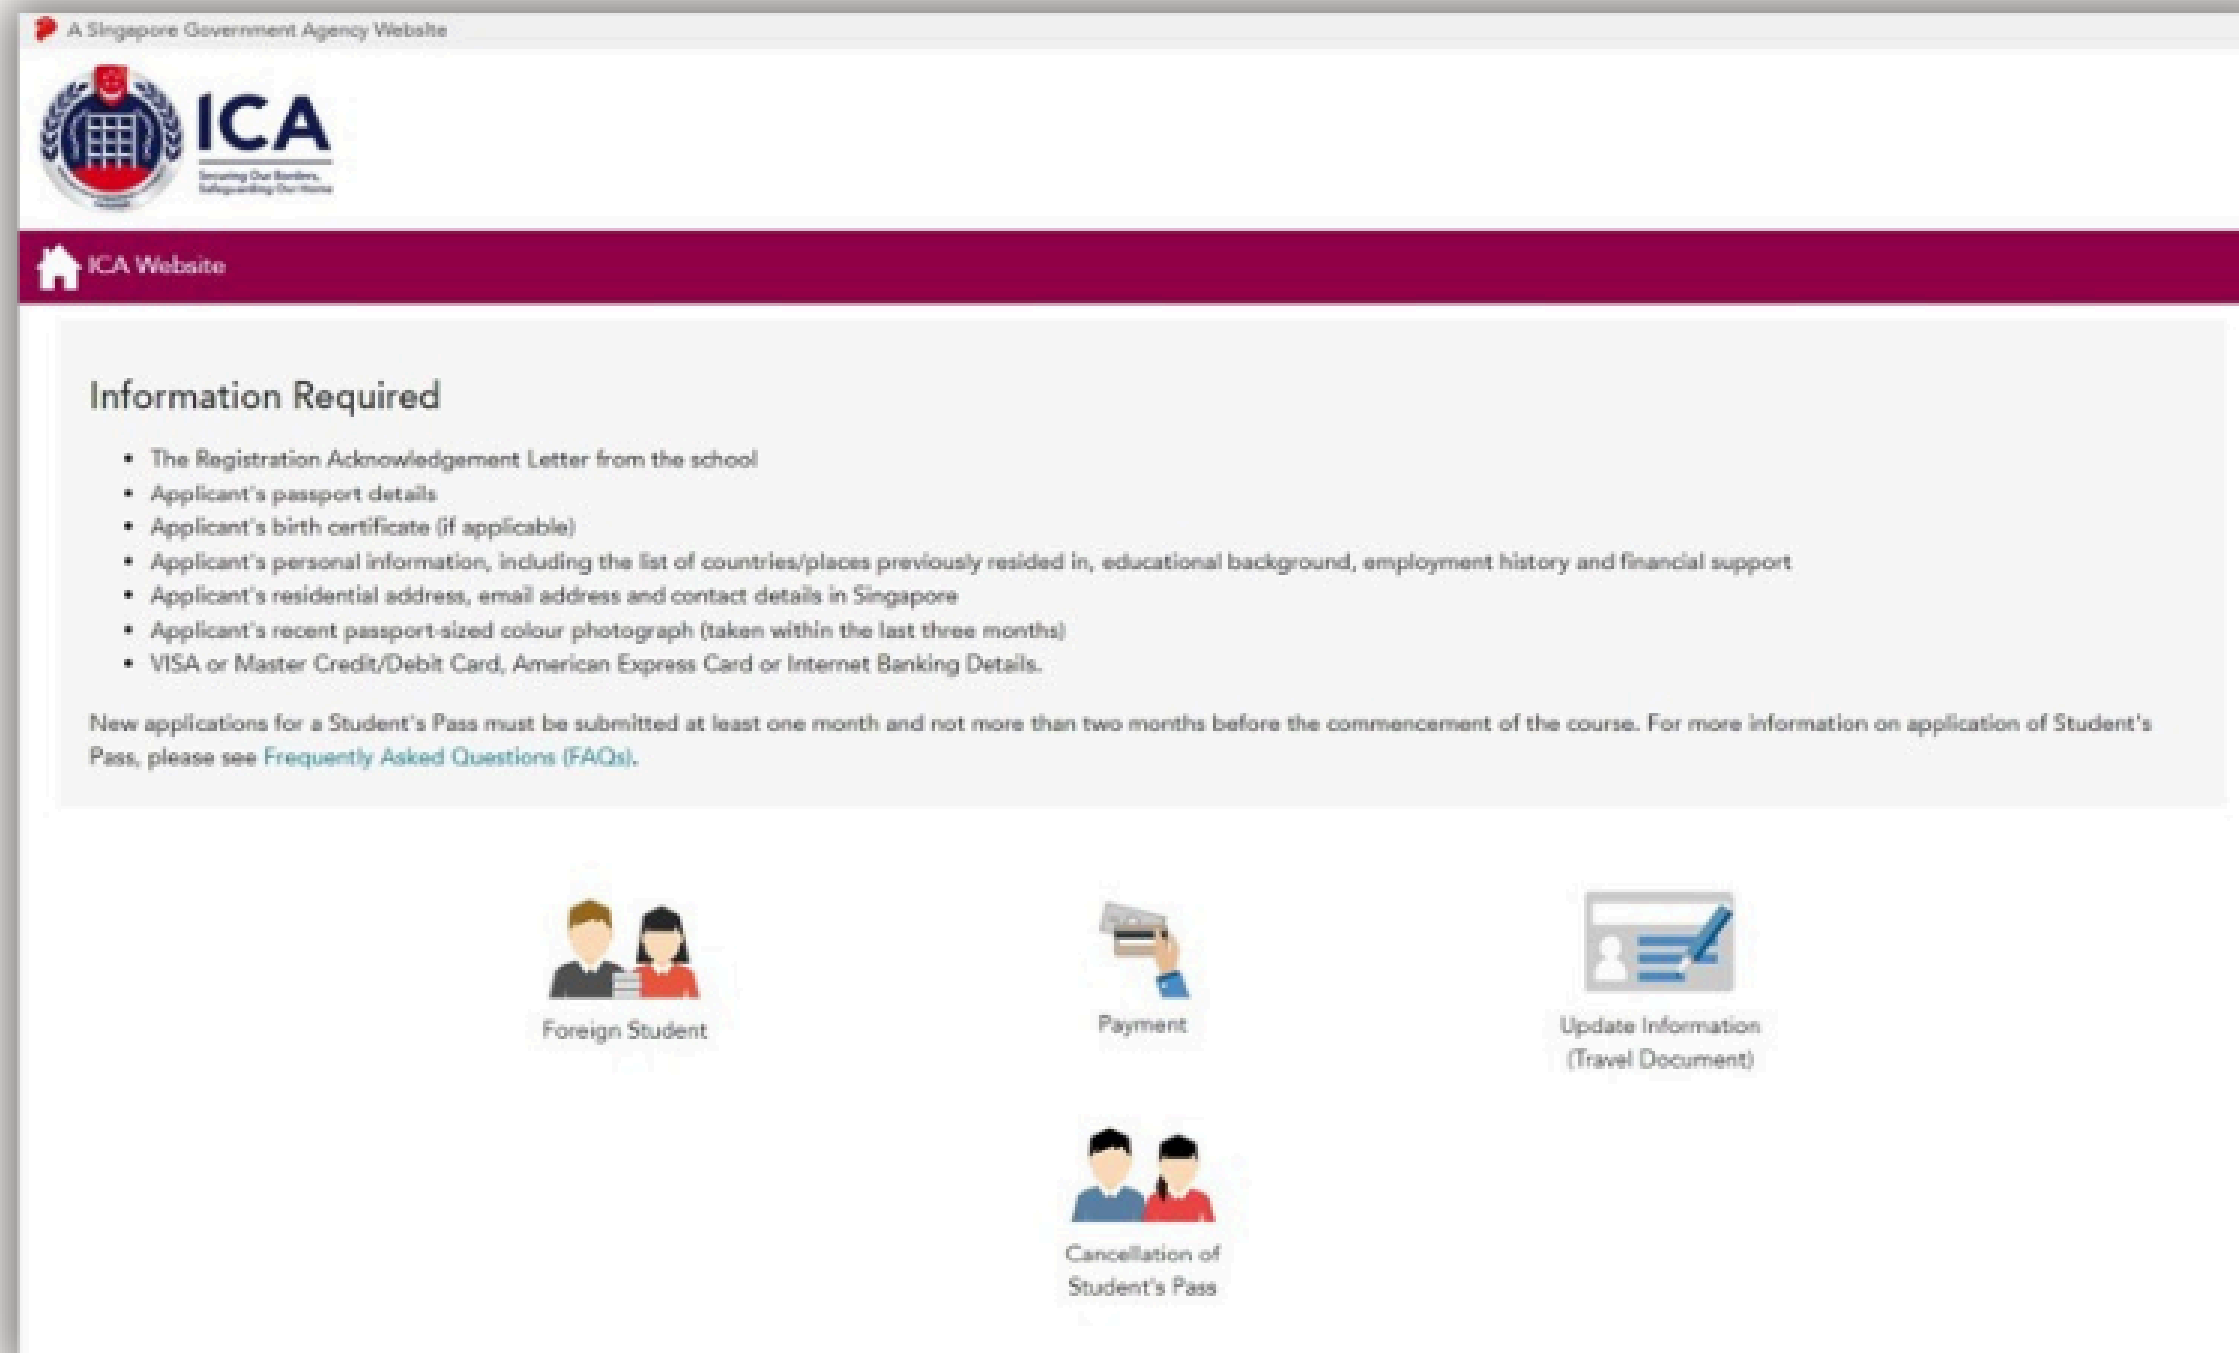 A Singapore Government Agency Website
ICA
Securing Our Borders,
Safeguarding Our Home
ICA Website
Information Required
• The Registration Acknowledgement Letter from the school
• Applicant's passport details
• Applicant's birth certificate (if applicable)
• Applicant's personal information, including the list of countries/places previously resided in, educational background, employment history and financial support
• Applicant's residential address, email address and contact details in Singapore
• Applicant's recent passport-sized colour photograph (taken within the last three months)
• VISA or Master Credit/Debit Card, American Express Card or Internet Banking Details.
New applications for a Student's Pass must be submitted at least one month and not more than two months before the commencement of the course. For more information on application of Student's
Pass, please see Frequently Asked Questions (FAQs).
Foreign Student
Payment
Update Information
(Travel Document)
Cancellation of
Student's Pass